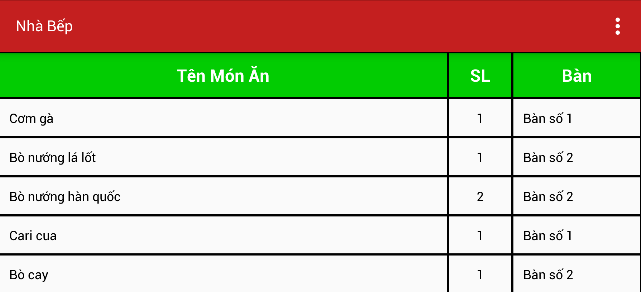 Nhà Bếp
Tên Món Ăn SL Bàn
Cơm gà 1 Bàn số 1
Bò nướng lá lốt 1 Bàn số 2
Bò nướng hàn quốc 2 Bàn số 2
Cari cua 1 Bàn số 1
Bò cay 1 Bàn số 2